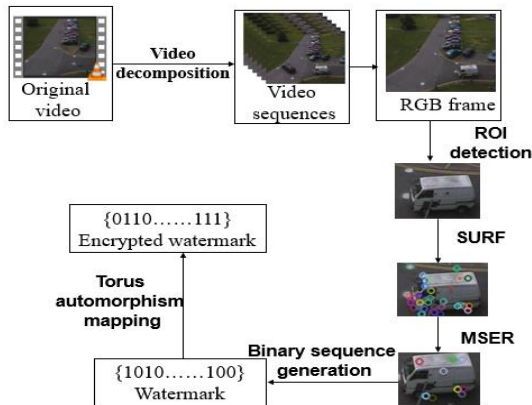 Original
video
Video
decomposition
Video
sequences
RGB frame
ROI
detection
SURF
MSER
Binary sequence
generation
{1010......100}
Watermark
Torus
automorphism
mapping
{0110......111}
Encrypted watermark